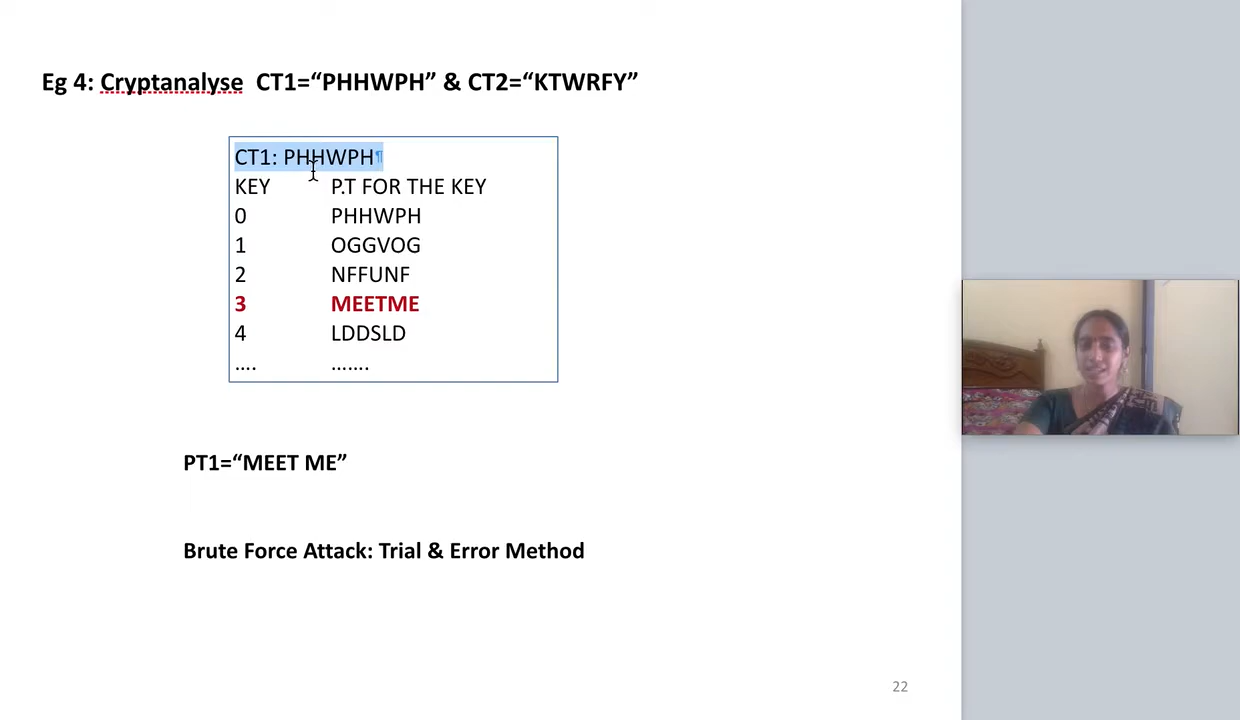 Eg 4: Cryptanalyse CT1=“PHHWPH” & CT2=“KTWRFY”
CT1: PHHWPH¶
KEY P.T FOR THE KEY
0 PHHWPH
1 OGGVOG
2 NFFUNF
3 MEETME
4 LDDSLD
.... .......
PT1=“MEET ME”
Brute Force Attack: Trial & Error Method
22